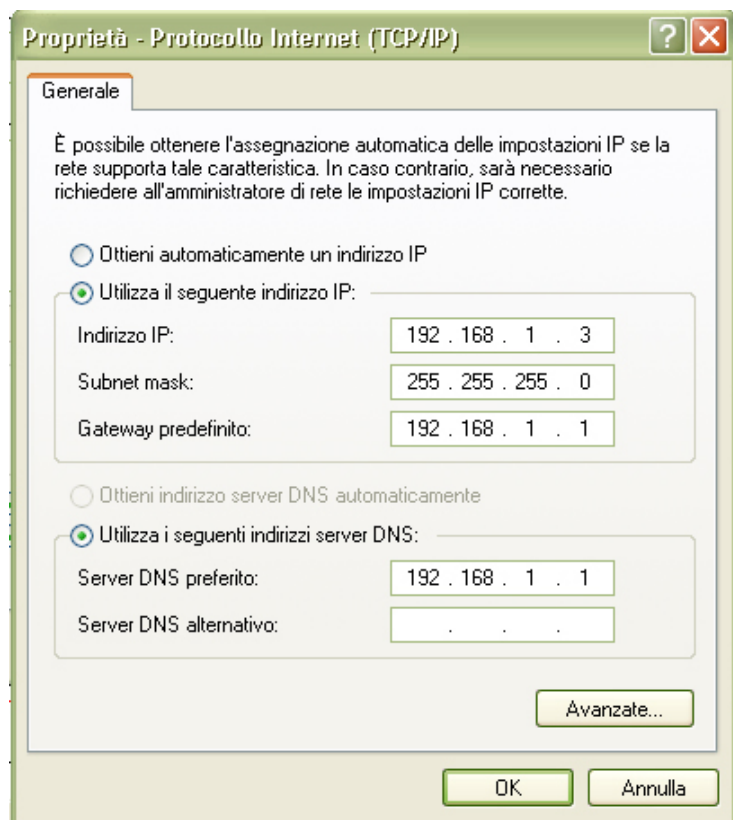 Proprietà - Protocollo Internet (TCP/IP)
Generale
È possibile ottenere l'assegnazione automatica delle impostazioni IP se la
rete supporta tale caratteristica. In caso contrario, sarà necessario
richiedere all'amministratore di rete le impostazioni IP corrette.
Ottieni automaticamente un indirizzo IP
Utilizza il seguente indirizzo IP:
Indirizzo IP: 192 . 168 . 1 . 3
Subnet mask: 255 . 255 . 255 . 0
Gateway predefinito: 192 . 168 . 1 . 1
Ottieni indirizzo server DNS automaticamente
Utilizza i seguenti indirizzi server DNS:
Server DNS preferito: 192 . 168 . 1 . 1
Server DNS alternativo: . . .
Avanzate...
OK Annulla